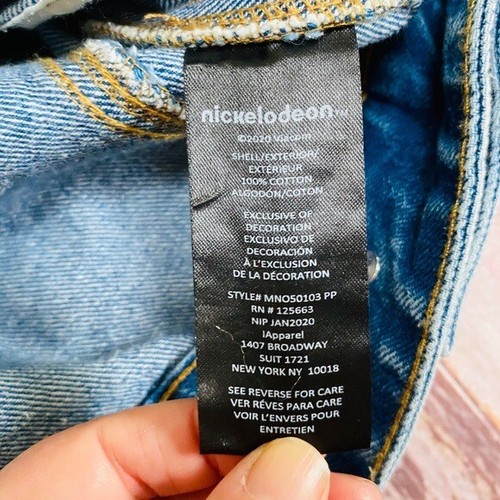 nickelodeon™
©2020 Viacom
SHELL/EXTERIOR/
EXTÉRIEUR
100% COTTON
ALGODÓN/COTON
EXCLUSIVE OF
DECORATION
EXCLUSIVO DE
DECORACIÓN
À L'EXCLUSION
DE LA DÉCORATION
STYLE# MNO50103 PP
RN # 125663
NIP JAN2020
IApparel
1407 BROADWAY
SUIT 1721
NEW YORK NY 10018
SEE REVERSE FOR CARE
VER RÉVES PARA CARE
VOIR L'ENVERS POUR
ENTRETIEN